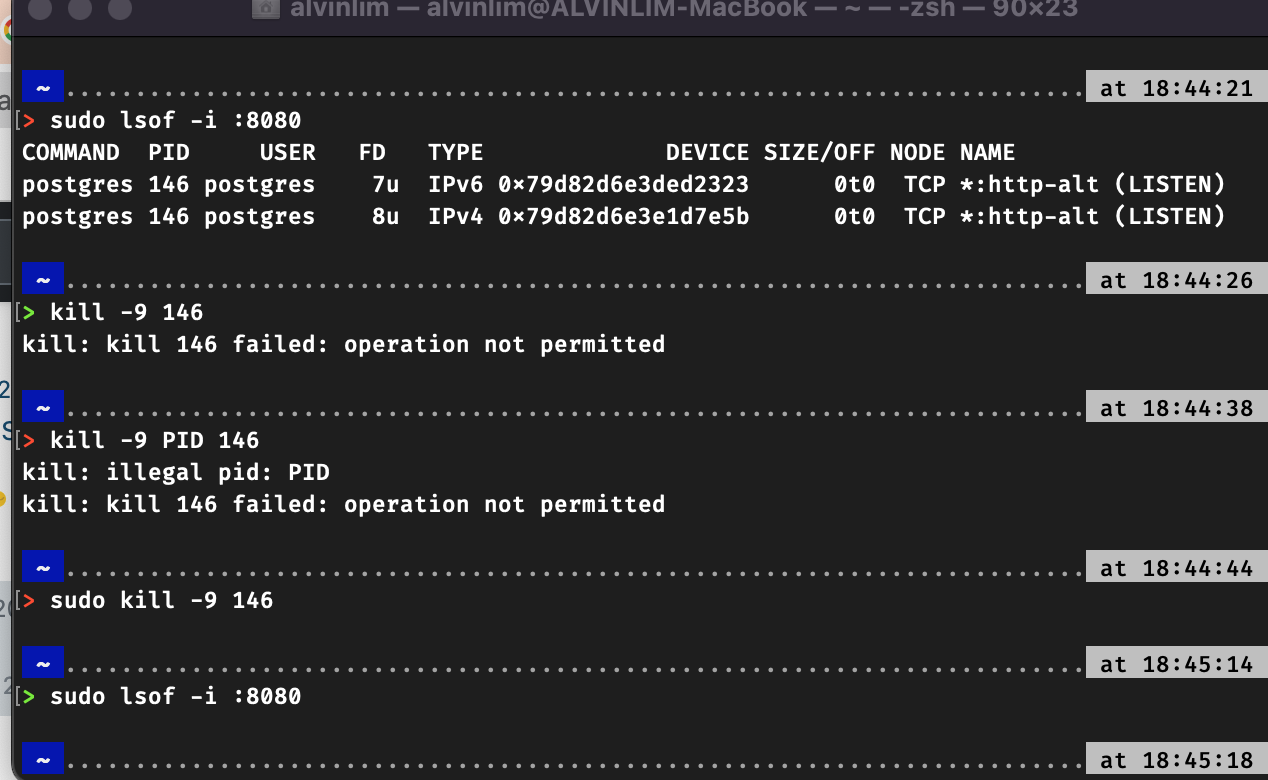 alvinlim — alvinlim@ALVINLIM-MacBook — ~ — -zsh — 90×23
~ at 18:44:21
> sudo lsof -i :8080
COMMAND PID USER FD TYPE DEVICE SIZE/OFF NODE NAME
postgres 146 postgres 7u IPv6 0×79d82d6e3ded2323 0t0 TCP *:http-alt (LISTEN)
postgres 146 postgres 8u IPv4 0×79d82d6e3e1d7e5b 0t0 TCP *:http-alt (LISTEN)
~ at 18:44:26
> kill -9 146
kill: kill 146 failed: operation not permitted
~ at 18:44:38
> kill -9 PID 146
kill: illegal pid: PID
kill: kill 146 failed: operation not permitted
~ at 18:44:44
> sudo kill -9 146
~ at 18:45:14
> sudo lsof -i :8080
~ at 18:45:18